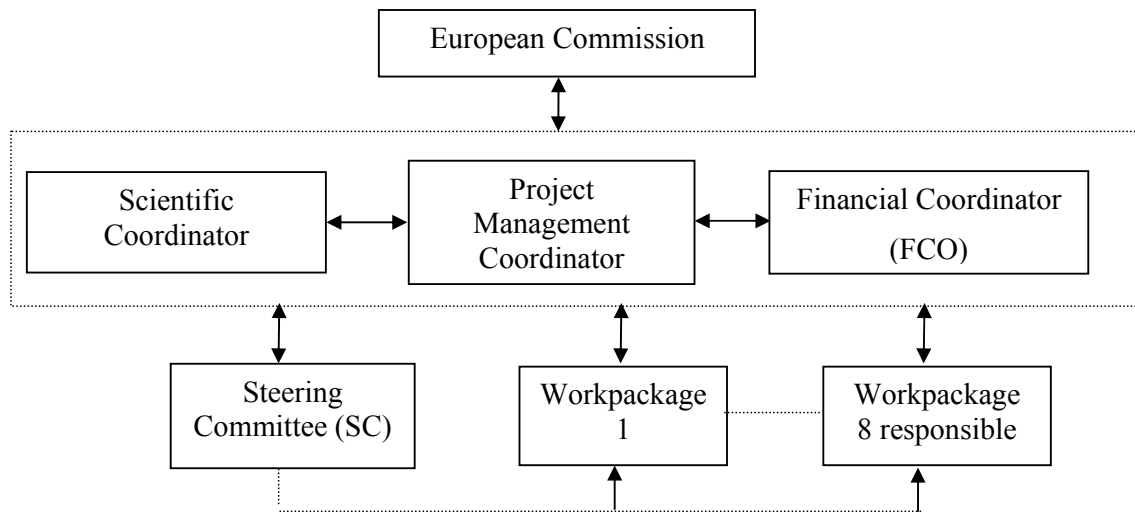 European Commission
Scientific
Coordinator
Project
Management
Coordinator
Financial Coordinator
(FCO)
Steering
Committee (SC)
Workpackage
1
Workpackage
8 responsible